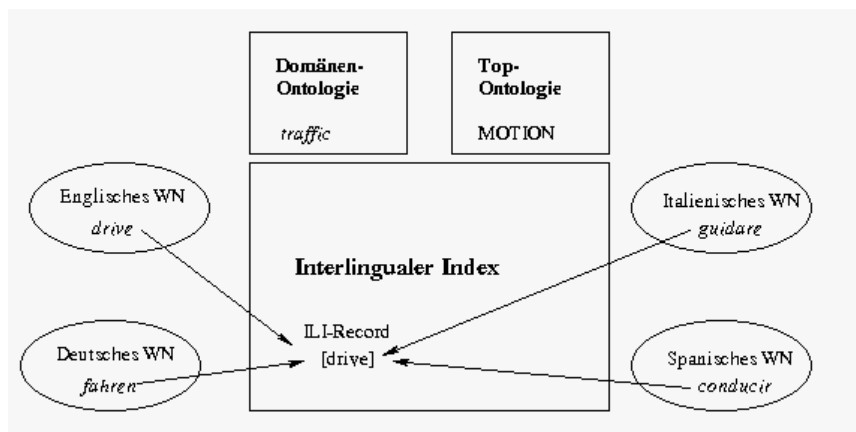 Domänen-
Ontologie
traffic
Top-
Ontologie
MOTION
Englisches WN
drive
Italienisches WN
guidare
Interlingualer Index
ILI-Record
[drive]
Deutsches WN
fahren
Spanisches WN
conducir